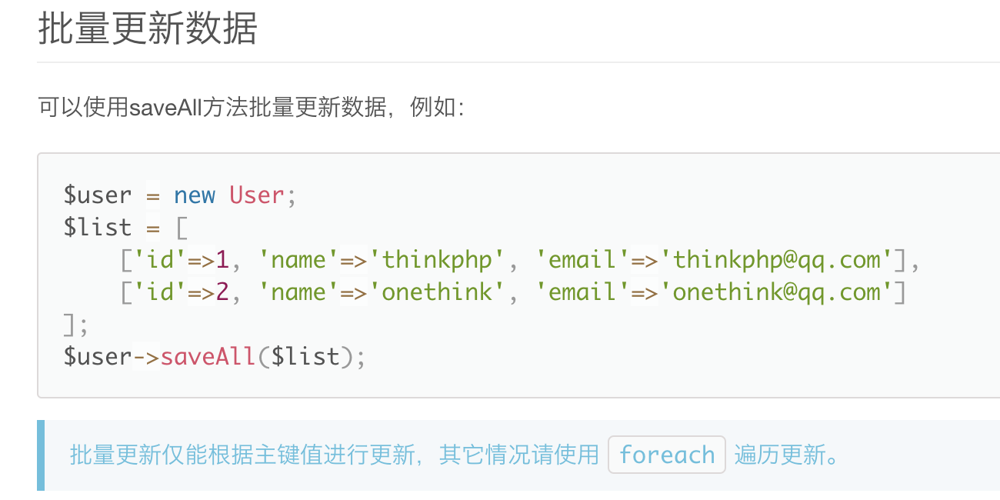 批量更新数据
可以使用saveAll方法批量更新数据，例如：
$user = new User;
$list = [
    ['id'=>1, 'name'=>'thinkphp', 'email'=>'thinkphp@qq.com'],
    ['id'=>2, 'name'=>'onethink', 'email'=>'onethink@qq.com']
];
$user->saveAll($list);
批量更新仅能根据主键值进行更新，其它情况请使用 foreach 遍历更新。